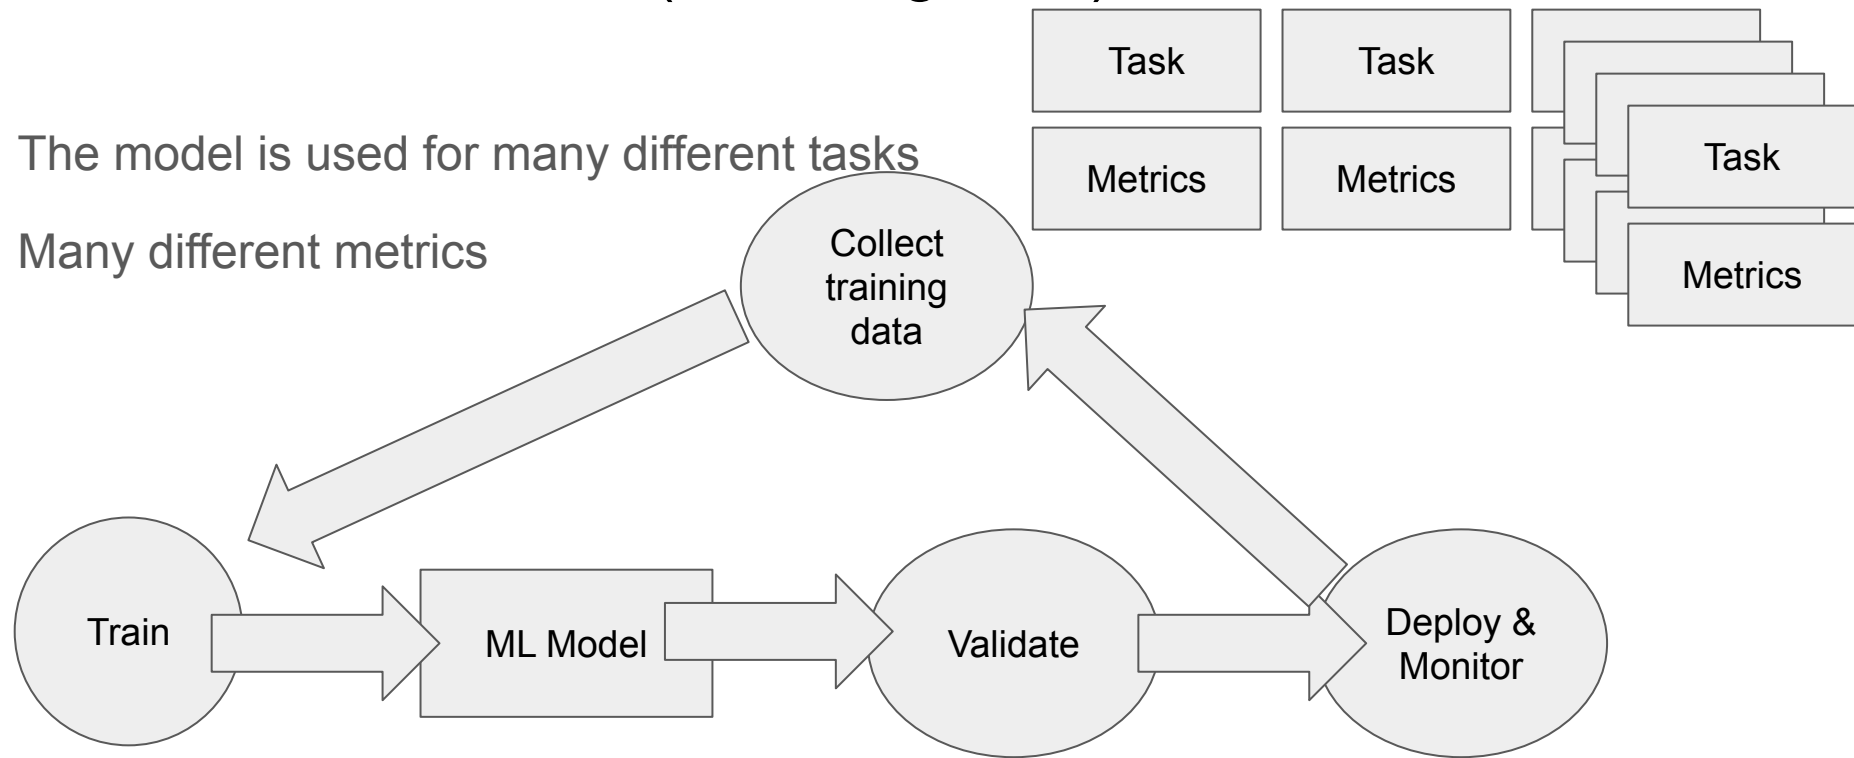 Task
Task
The model is used for many different tasks
Task
Metrics
Metrics
Many different metrics
Metrics
Collect
training
data
Train
ML Model
Validate
Deploy &
Monitor